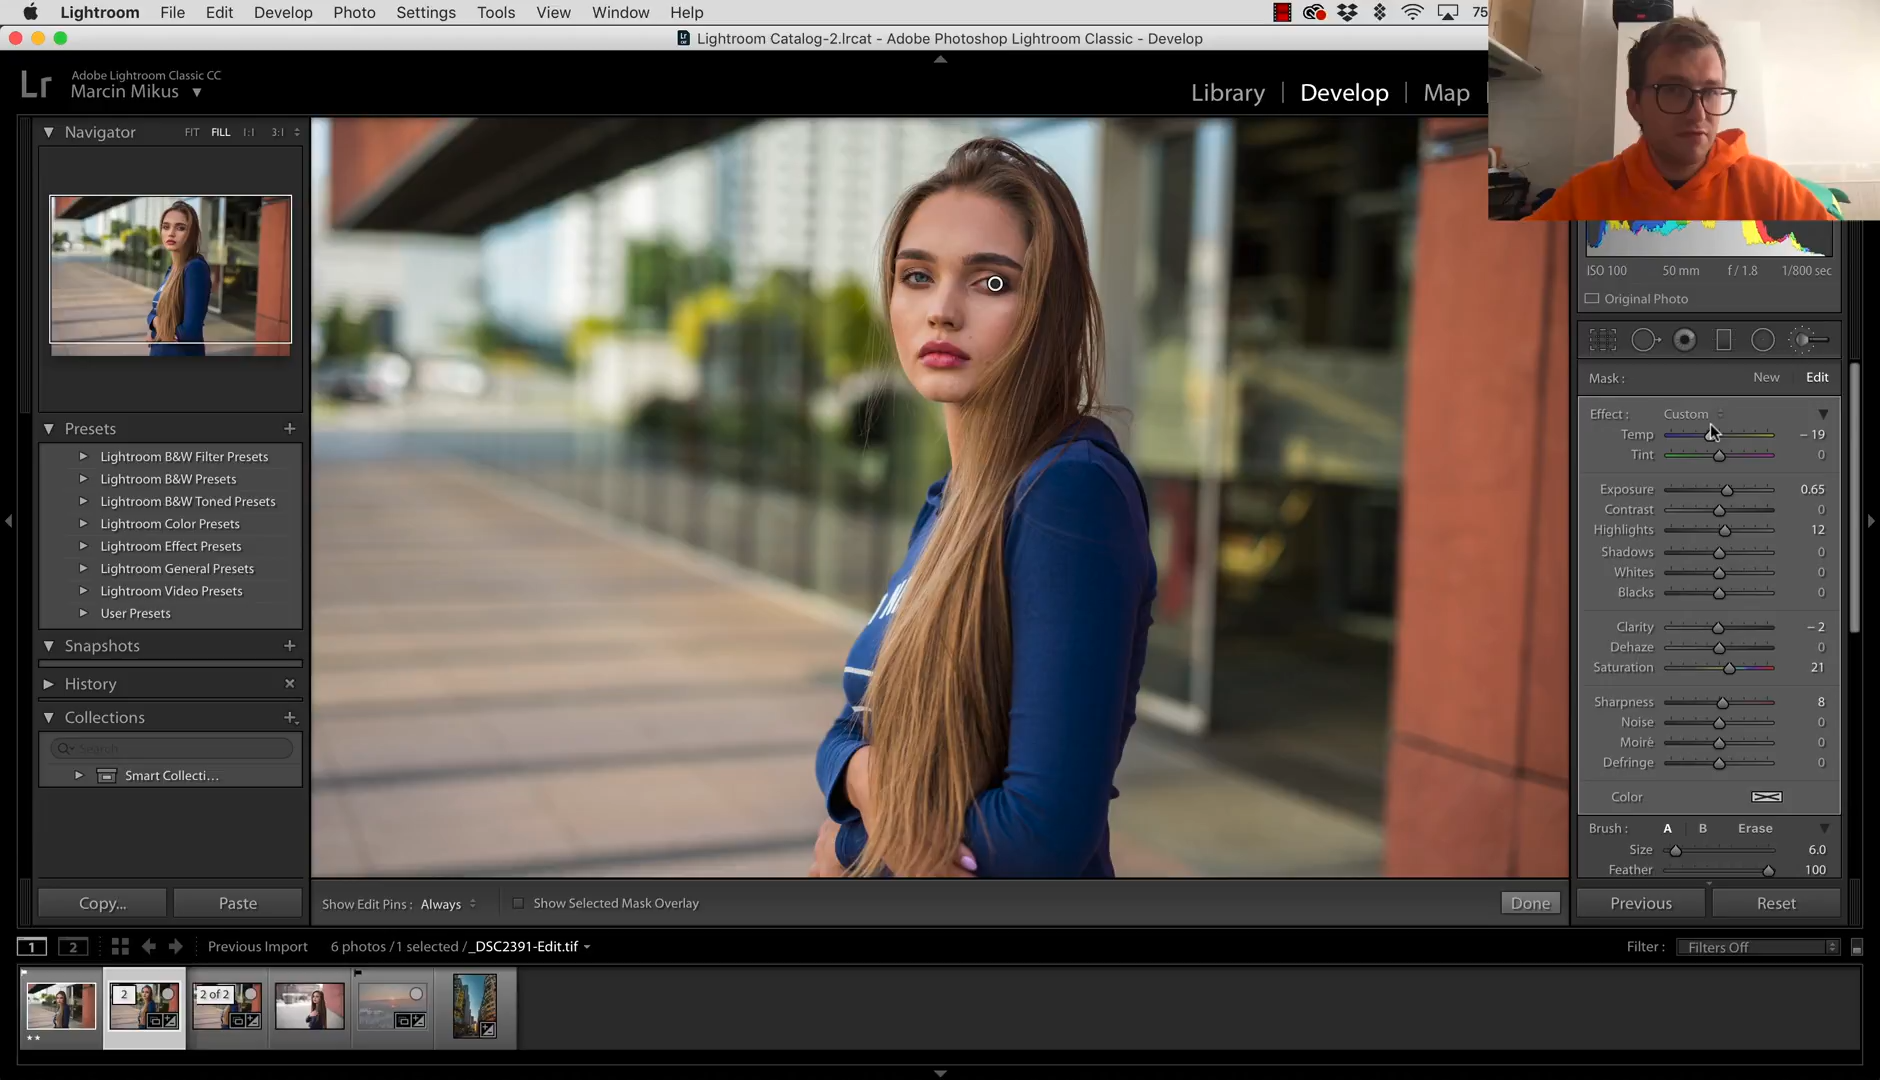 Lightroom File Edit Develop Photo Settings Tools View Window Help 75
Lightroom Catalog-2.lrcat - Adobe Photoshop Lightroom Classic - Develop
Lr
Adobe Lightroom Classic CC
Marcin Mikus ▼
Library | Develop | Map
Navigator FIT FILL 1:1 3:1
Presets +
Lightroom B&W Filter Presets
Lightroom B&W Presets
Lightroom B&W Toned Presets
Lightroom Color Presets
Lightroom Effect Presets
Lightroom General Presets
Lightroom Video Presets
User Presets
Snapshots +
History ×
Collections +
Search
Smart Collecti...
Copy... Paste
Show Edit Pins : Always
Show Selected Mask Overlay
Done
ISO 100 50 mm f / 1.8 1/800 sec
Original Photo
Mask : New Edit
Effect : Custom
Temp – 19
Tint 0
Exposure 0.65
Contrast 0
Highlights 12
Shadows 0
Whites 0
Blacks 0
Clarity – 2
Dehaze 0
Saturation 21
Sharpness 8
Noise 0
Moiré 0
Defringe 0
Color
Brush : A B Erase
Size 6.0
Feather 100
Previous Reset
1 2 Previous Import 6 photos / 1 selected / _DSC2391-Edit.tif
Filter : Filters Off
2
2 of 2